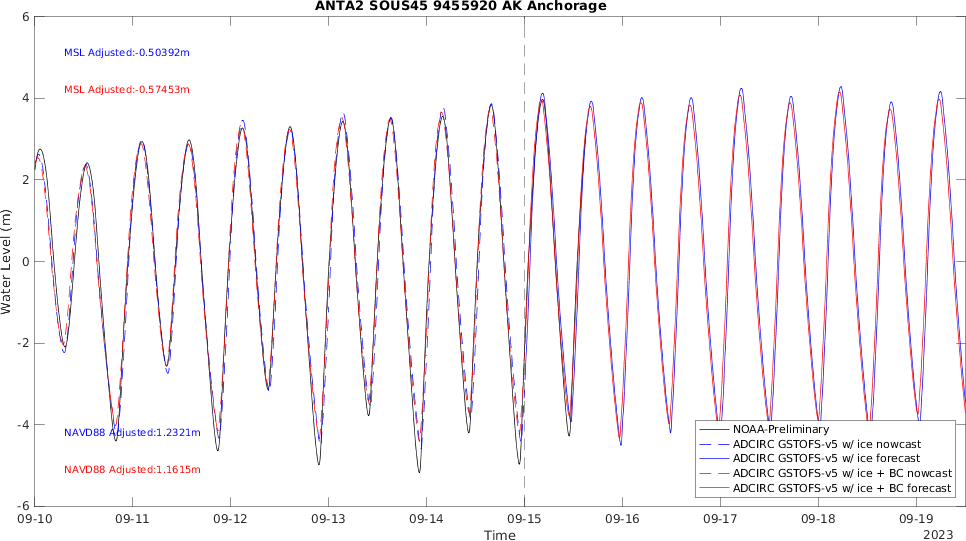 ANTA2 SOUS45 9455920 AK Anchorage
6
MSL Adjusted:-0.50392m
MSL Adjusted:-0.57453m
4
2
0
-2
-4
-6
Water Level (m)
NAVD88 Adjusted:1.2321m
NAVD88 Adjusted:1.1615m
NOAA-Preliminary
ADCIRC GSTOFS-v5 w/ ice nowcast
ADCIRC GSTOFS-v5 w/ ice forecast
ADCIRC GSTOFS-v5 w/ ice + BC nowcast
ADCIRC GSTOFS-v5 w/ ice + BC forecast
09-10 09-11 09-12 09-13 09-14 09-15 09-16 09-17 09-18 09-19
Time
2023